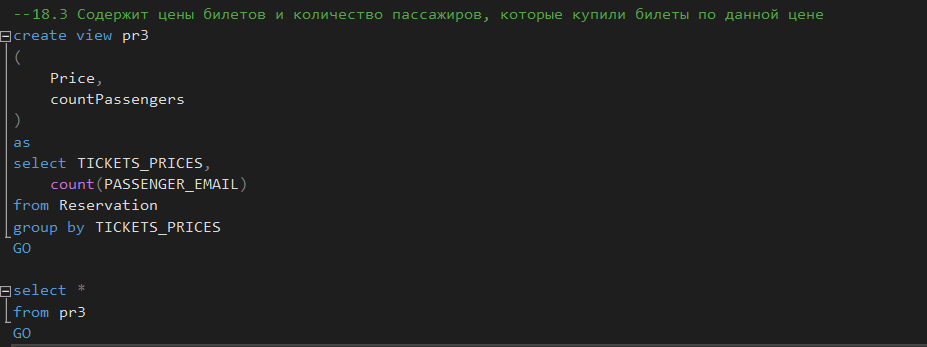 --18.3 Содержит цены билетов и количество пассажиров, которые купили билеты по данной цене
create view pr3
(
Price,
countPassengers
)
as
select TICKETS_PRICES,
count(PASSENGER_EMAIL)
from Reservation
group by TICKETS_PRICES
GO
select *
from pr3
GO